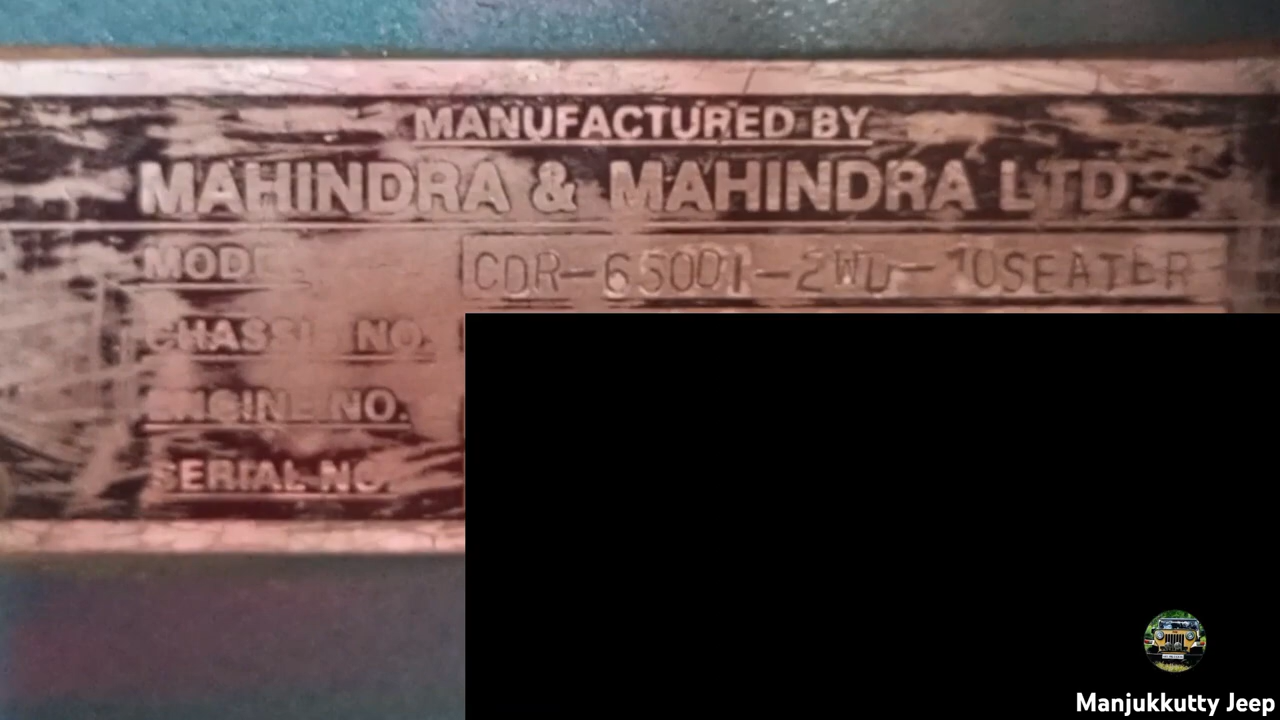 MANUFACTURED BY
MAHINDRA & MAHINDRA LTD.
MODEL CDR-650DI-2WD-10SEATER
CHASSIS NO.
ENGINE NO.
SERIAL NO.
Manjukkutty Jeep